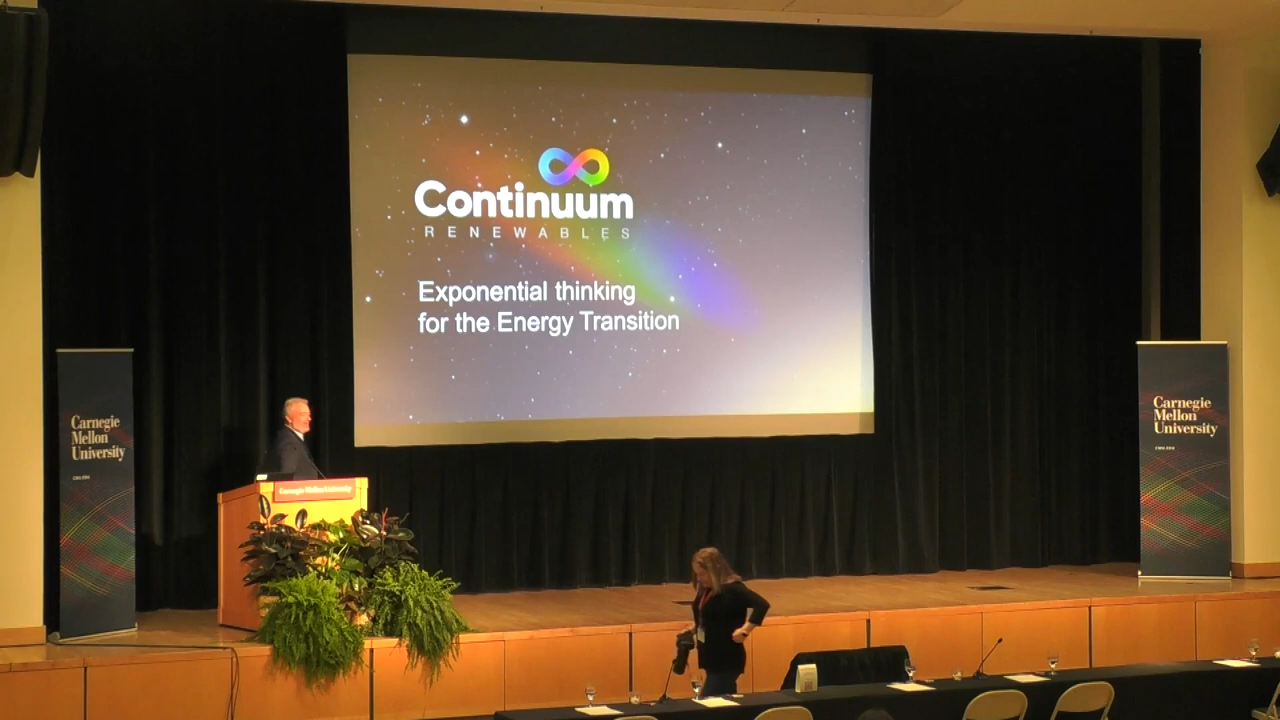 Continuum
RENEWABLES
Exponential thinking
for the Energy Transition
Carnegie
Mellon
University
Carnegie Mellon University
Carnegie
Mellon
University